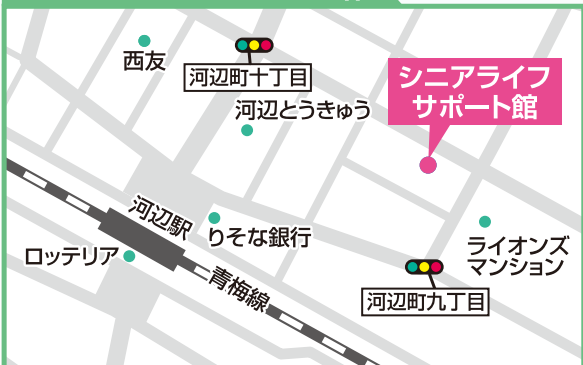 西友
河辺町十丁目
河辺とうきゅう
シニアライフ
サポート館
河辺駅
りそな銀行
ロッテリア
青梅線
ライオンズ
マンション
河辺町九丁目